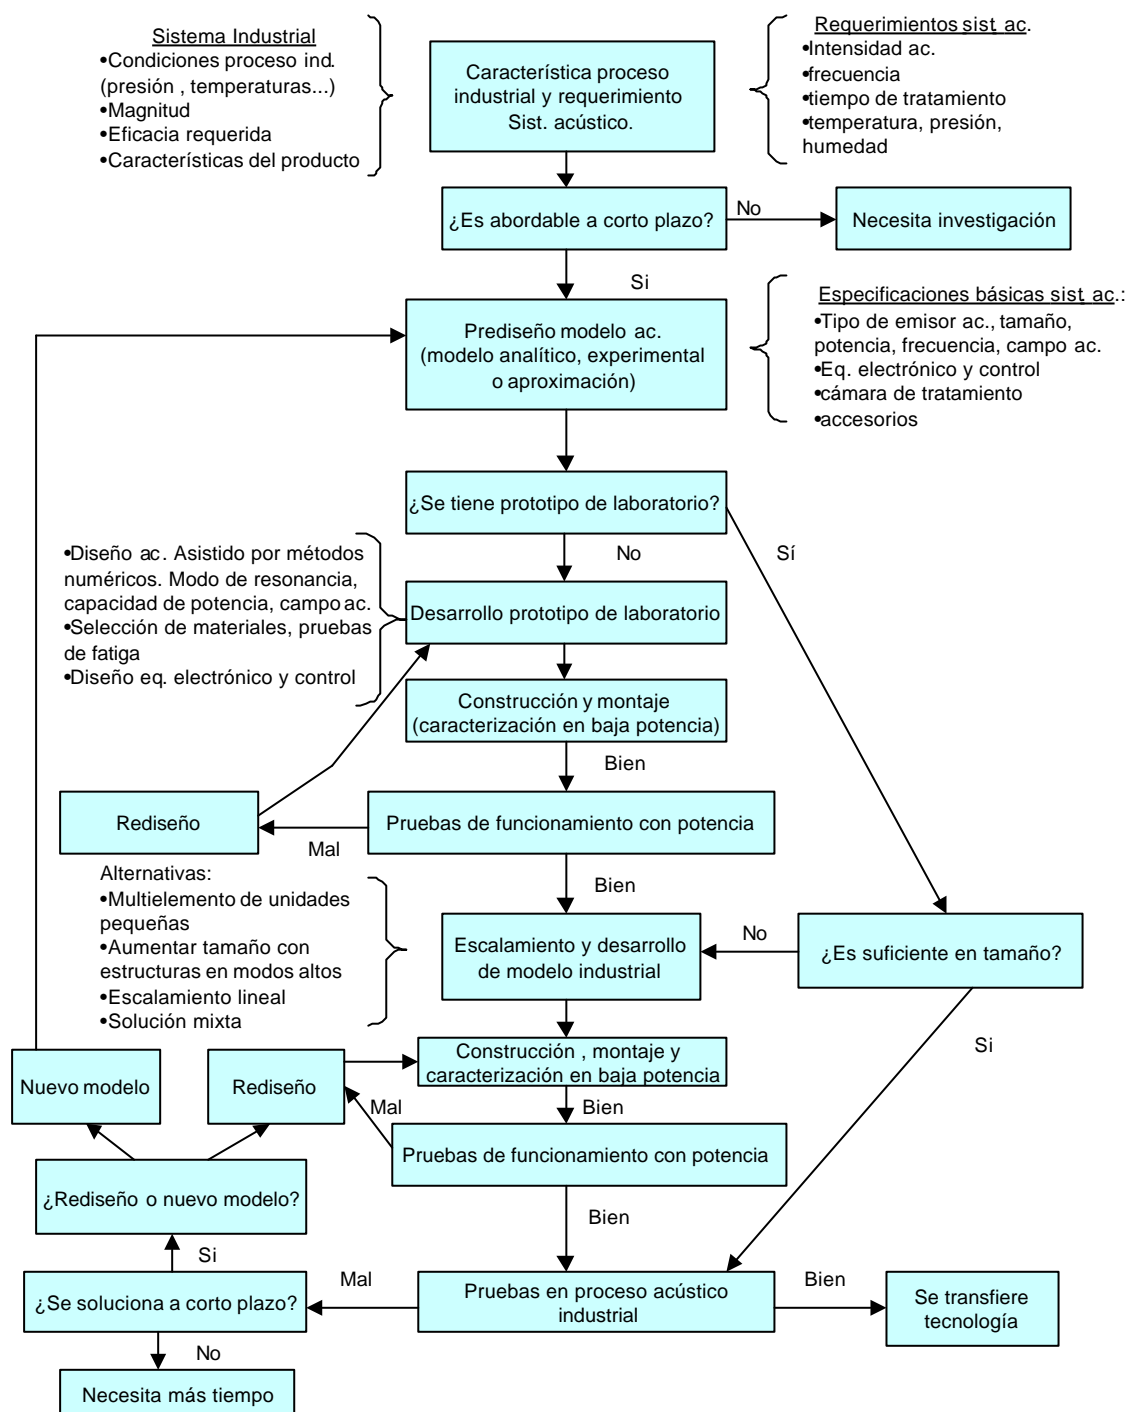 Sistema Industrial
•Condiciones proceso ind.
(presión , temperaturas...)
•Magnitud
•Eficacia requerida
•Características del producto
Característica proceso
industrial y requerimiento
Sist. acústico.
Requerimientos sist. ac.
•Intensidad ac.
•frecuencia
•tiempo de tratamiento
•temperatura, presión,
humedad
¿Es abordable a corto plazo?
No
Necesita investigación
Si
Prediseño modelo ac.
(modelo analítico, experimental
o aproximación)
Especificaciones básicas sist. ac.:
•Tipo de emisor ac., tamaño,
potencia, frecuencia, campo ac.
•Eq. electrónico y control
•cámara de tratamiento
•accesorios
¿Se tiene prototipo de laboratorio?
No
Sí
•Diseño ac. Asistido por métodos
numéricos. Modo de resonancia,
capacidad de potencia, campo ac.
•Selección de materiales, pruebas
de fatiga
•Diseño eq. electrónico y control
Desarrollo prototipo de laboratorio
Construcción y montaje
(caracterización en baja potencia)
Bien
Rediseño
Mal
Pruebas de funcionamiento con potencia
Bien
Alternativas:
•Multielemento de unidades
pequeñas
•Aumentar tamaño con
estructuras en modos altos
•Escalamiento lineal
•Solución mixta
Escalamiento y desarrollo
de modelo industrial
No
¿Es suficiente en tamaño?
Si
Nuevo modelo
Rediseño
Construcción , montaje y
caracterización en baja potencia
Mal
Bien
Pruebas de funcionamiento con potencia
¿Rediseño o nuevo modelo?
Bien
Si
¿Se soluciona a corto plazo?
Mal
Pruebas en proceso acústico
industrial
Bien
Se transfiere
tecnología
No
Necesita más tiempo